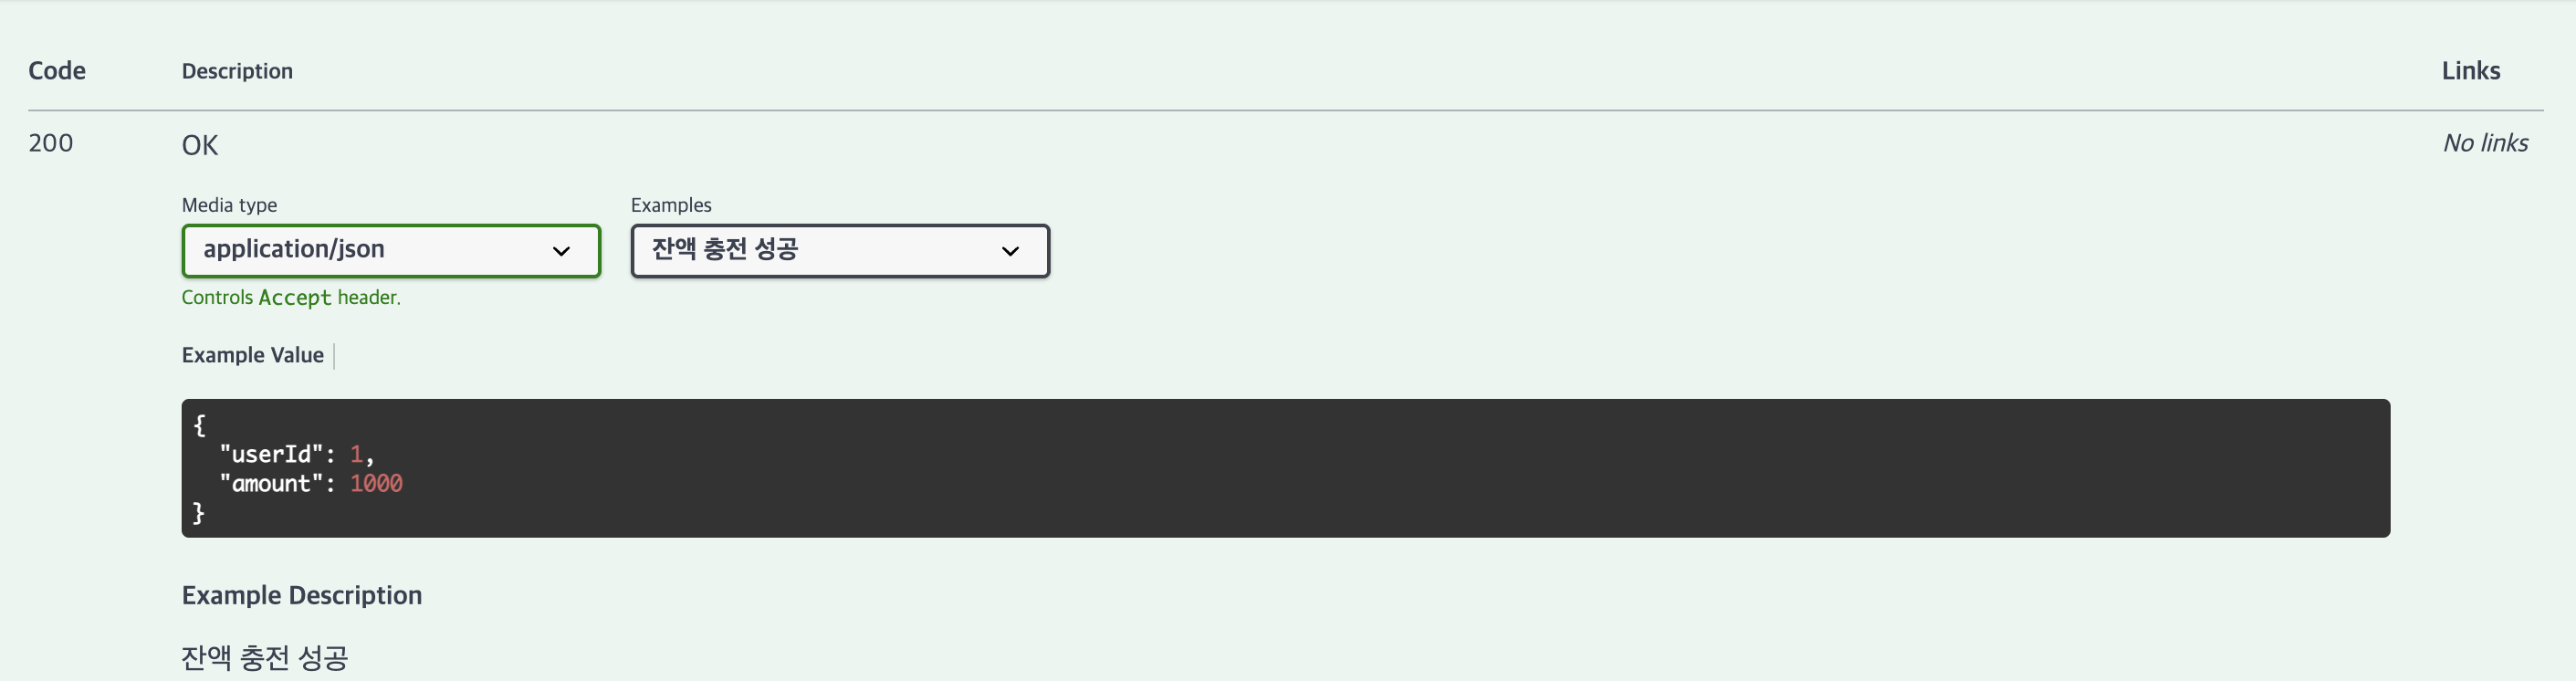 Code Description Links
200 OK No links
Media type Examples
application/json 잔액 충전 성공
Controls Accept header.
Example Value
{
  "userId": 1,
  "amount": 1000
}
Example Description
잔액 충전 성공